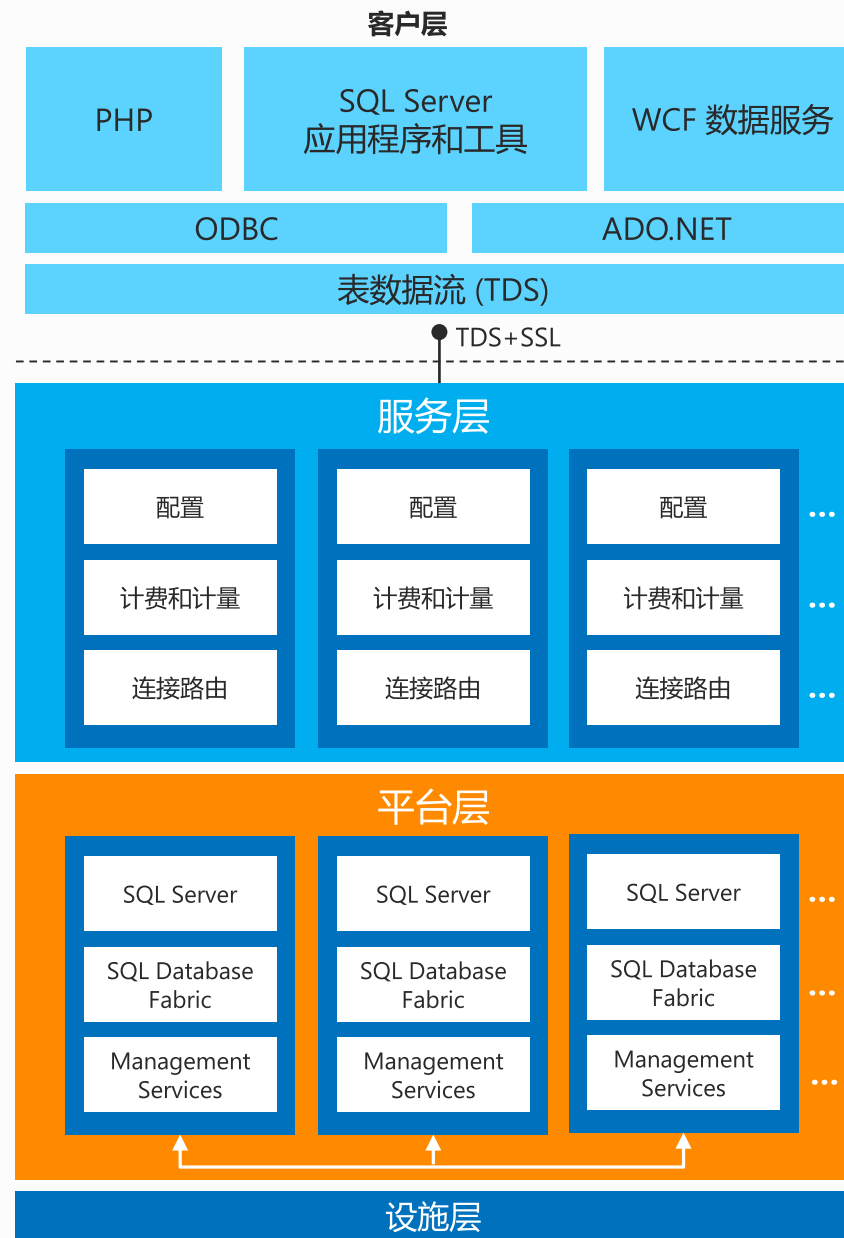 客户层
PHP
SQL Server
应用程序和工具
WCF 数据服务
ODBC
ADO.NET
表数据流 (TDS)
TDS+SSL
服务层
配置
配置
配置
...
计费和计量
计费和计量
计费和计量
...
连接路由
连接路由
连接路由
...
平台层
SQL Server
SQL Server
SQL Server
...
SQL Database
Fabric
SQL Database
Fabric
SQL Database
Fabric
...
Management
Services
Management
Services
Management
Services
...
设施层